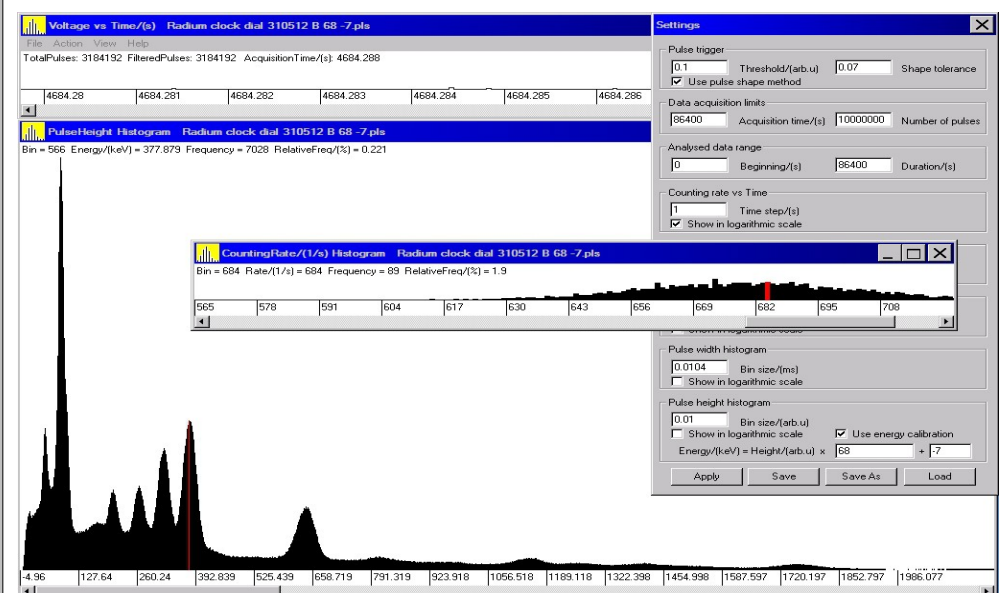 Voltage vs Time/(s) Radium clock dial 310512 B 68 -7.pls
File Action View Help
TotalPulses: 3184192 FilteredPulses: 3184192 AcquisitionTime/(s): 4684.288
4684.28 4684.281 4684.282 4684.283 4684.284 4684.285 4684.286
PulseHeight Histogram Radium clock dial 310512 B 68 -7.pls
Bin = 566 Energy/(keV) = 377.879 Frequency = 7028 RelativeFreq/(%) = 0.221
CountingRate/(1/s) Histogram Radium clock dial 310512 B 68 -7.pls
Bin = 684 Rate/(1/s) = 684 Frequency = 89 RelativeFreq/(%) = 1.9
565 578 591 604 617 630 643 656 669 682 695 708
-4.96 127.64 260.24 392.839 525.439 658.719 791.319 923.918 1056.518 1189.118 1322.398 1454.998 1587.597 1720.197 1852.797 1986.077
Settings
Pulse trigger
0.1 Threshold/(arb.u) 0.07 Shape tolerance
Use pulse shape method
Data acquisition limits
86400 Acquisition time/(s) 10000000 Number of pulses
Analysed data range
0 Beginning/(s) 86400 Duration/(s)
Counting rate vs Time
1 Time step/(s)
Show in logarithmic scale
Show in logarithmic scale
Pulse width histogram
0.0104 Bin size/(ms)
Show in logarithmic scale
Pulse height histogram
0.01 Bin size/(arb.u)
Show in logarithmic scale Use energy calibration
Energy/(keV) = Height/(arb.u) × 68 + -7
Apply Save Save As Load